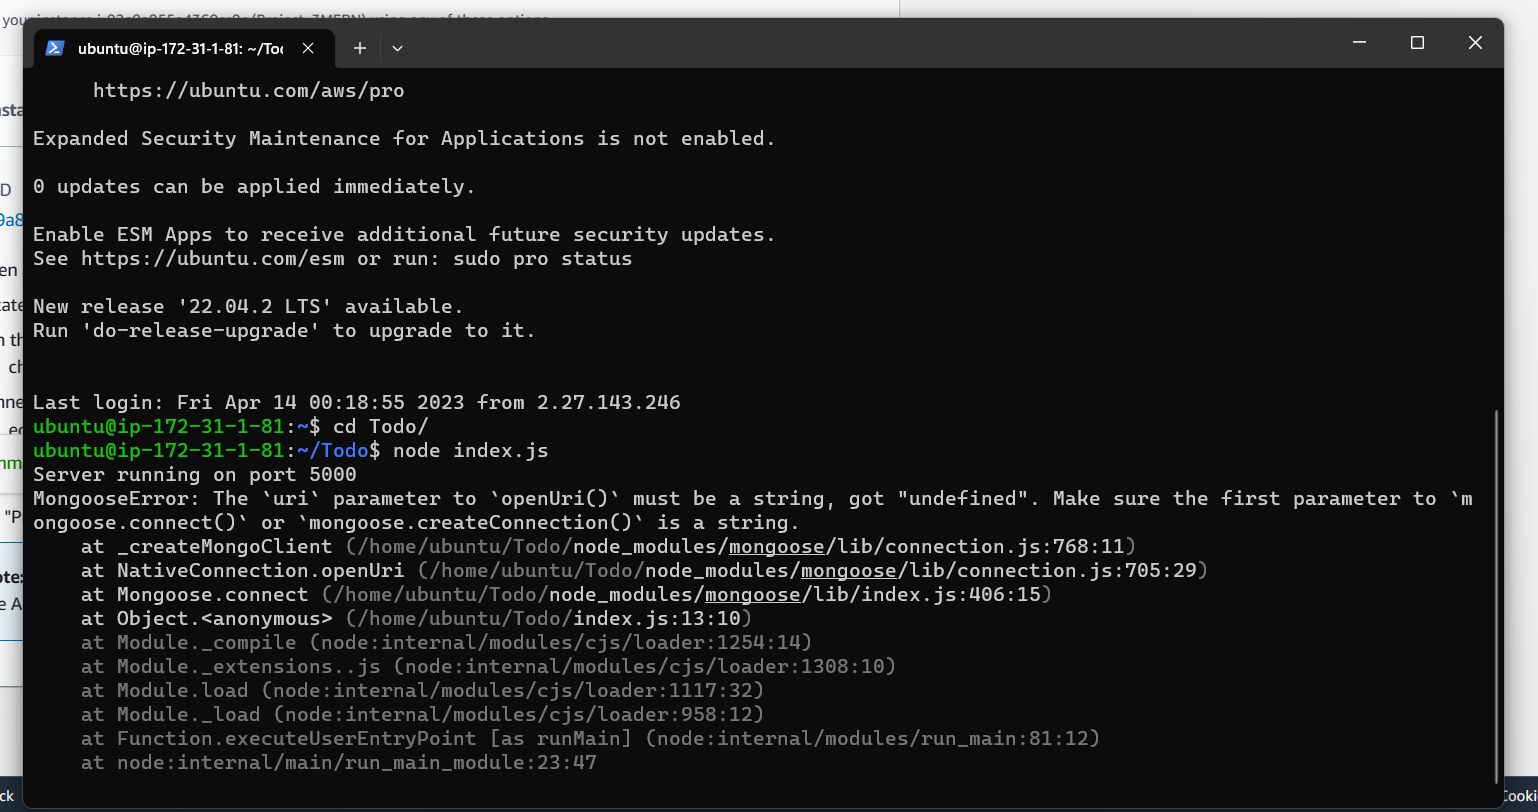 ubuntu@ip-172-31-1-81: ~/Too
https://ubuntu.com/aws/pro
Expanded Security Maintenance for Applications is not enabled.
0 updates can be applied immediately.
Enable ESM Apps to receive additional future security updates.
See https://ubuntu.com/esm or run: sudo pro status
New release '22.04.2 LTS' available.
Run 'do-release-upgrade' to upgrade to it.
Last login: Fri Apr 14 00:18:55 2023 from 2.27.143.246
ubuntu@ip-172-31-1-81:~$ cd Todo/
ubuntu@ip-172-31-1-81:~/Todo$ node index.js
Server running on port 5000
MongooseError: The `uri` parameter to `openUri()` must be a string, got "undefined". Make sure the first parameter to `m
ongoose.connect()` or `mongoose.createConnection()` is a string.
at _createMongoClient (/home/ubuntu/Todo/node_modules/mongoose/lib/connection.js:768:11)
at NativeConnection.openUri (/home/ubuntu/Todo/node_modules/mongoose/lib/connection.js:705:29)
at Mongoose.connect (/home/ubuntu/Todo/node_modules/mongoose/lib/index.js:406:15)
at Object.<anonymous> (/home/ubuntu/Todo/index.js:13:10)
at Module._compile (node:internal/modules/cjs/loader:1254:14)
at Module._extensions..js (node:internal/modules/cjs/loader:1308:10)
at Module.load (node:internal/modules/cjs/loader:1117:32)
at Module._load (node:internal/modules/cjs/loader:958:12)
at Function.executeUserEntryPoint [as runMain] (node:internal/modules/run_main:81:12)
at node:internal/main/run_main_module:23:47